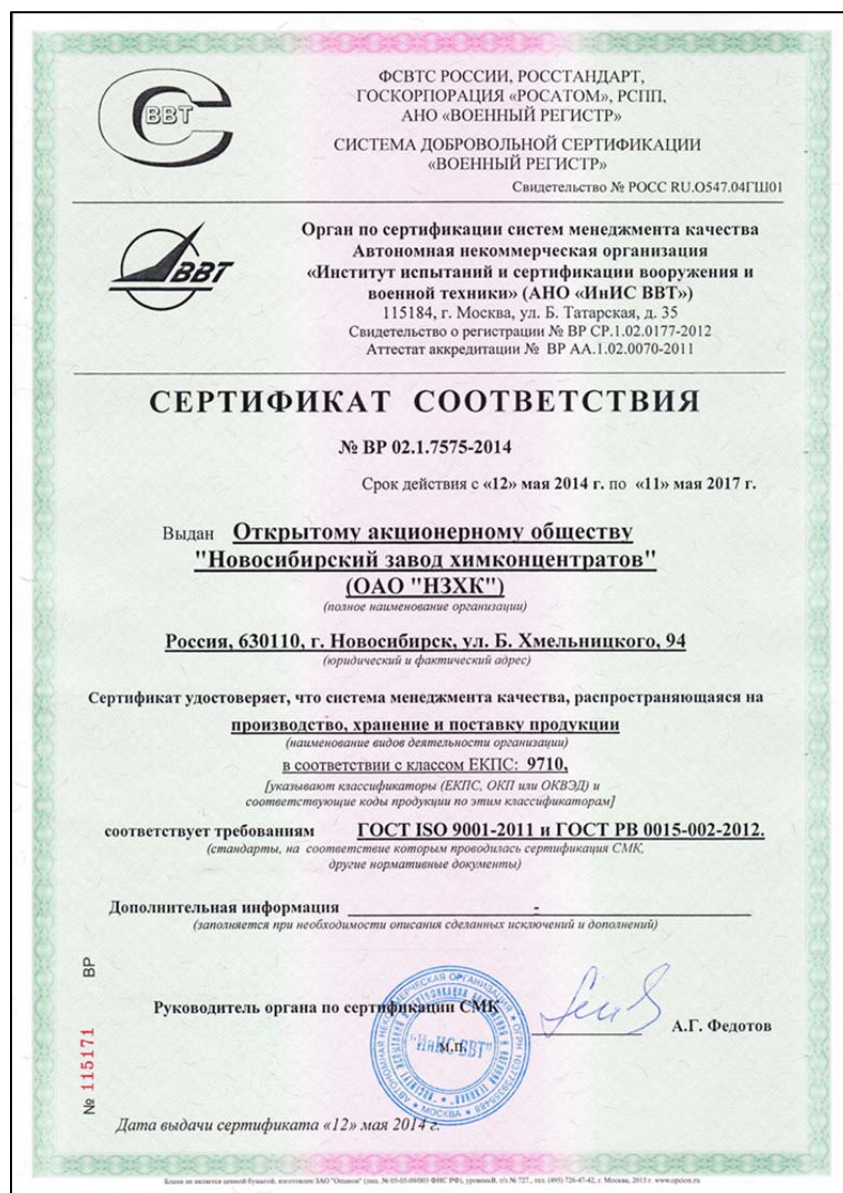 ВВТ
ФСВТС РОССИИ, РОССТАНДАРТ,
ГОСКОРПОРАЦИЯ «РОСАТОМ», РСПП,
АНО «ВОЕННЫЙ РЕГИСТР»
СИСТЕМА ДОБРОВОЛЬНОЙ СЕРТИФИКАЦИИ
«ВОЕННЫЙ РЕГИСТР»
Свидетельство № РОСС RU.О547.04ГШ01
ВВТ
Орган по сертификации систем менеджмента качества
Автономная некоммерческая организация
«Институт испытаний и сертификации вооружения и
военной техники» (АНО «ИнИС ВВТ»)
115184, г. Москва, ул. Б. Татарская, д. 35
Свидетельство о регистрации № ВР СР.1.02.0177-2012
Аттестат аккредитации № ВР АА.1.02.0070-2011
СЕРТИФИКАТ СООТВЕТСТВИЯ
№ ВР 02.1.7575-2014
Срок действия с «12» мая 2014 г. по «11» мая 2017 г.
Выдан Открытому акционерному обществу
"Новосибирский завод химконцентратов"
(ОАО "НЗХК")
(полное наименование организации)
Россия, 630110, г. Новосибирск, ул. Б. Хмельницкого, 94
(юридический и фактический адрес)
Сертификат удостоверяет, что система менеджмента качества, распространяющаяся на
производство, хранение и поставку продукции
(наименование видов деятельности организации)
в соответствии с классом ЕКПС: 9710,
[указывают классификаторы (ЕКПС, ОКП или ОКВЭД) и
соответствующие коды продукции по этим классификаторам]
соответствует требованиям ГОСТ ISO 9001-2011 и ГОСТ РВ 0015-002-2012.
(стандарты, на соответствие которым проводилась сертификация СМК,
другие нормативные документы)
Дополнительная информация -
(заполняется при необходимости описания сделанных исключений и дополнений)
Руководитель органа по сертификации СМК
А.Г. Федотов
М.П.
"ИнИС ВВТ"
АВТОНОМНАЯ НЕКОММЕРЧЕСКАЯ ОРГАНИЗАЦИЯ
МОСКВА
№ 115171 ВР
Дата выдачи сертификата «12» мая 2014 г.